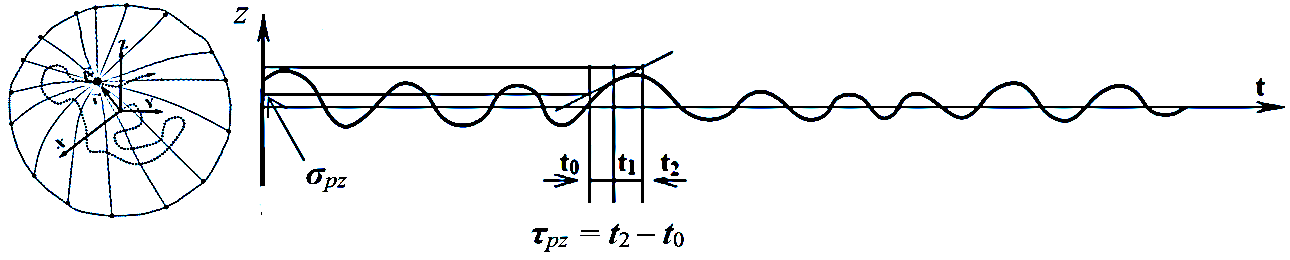 Z
Y
X
z
t
t₀ t₁ t₂
σpz
τpz = t₂ – t₀